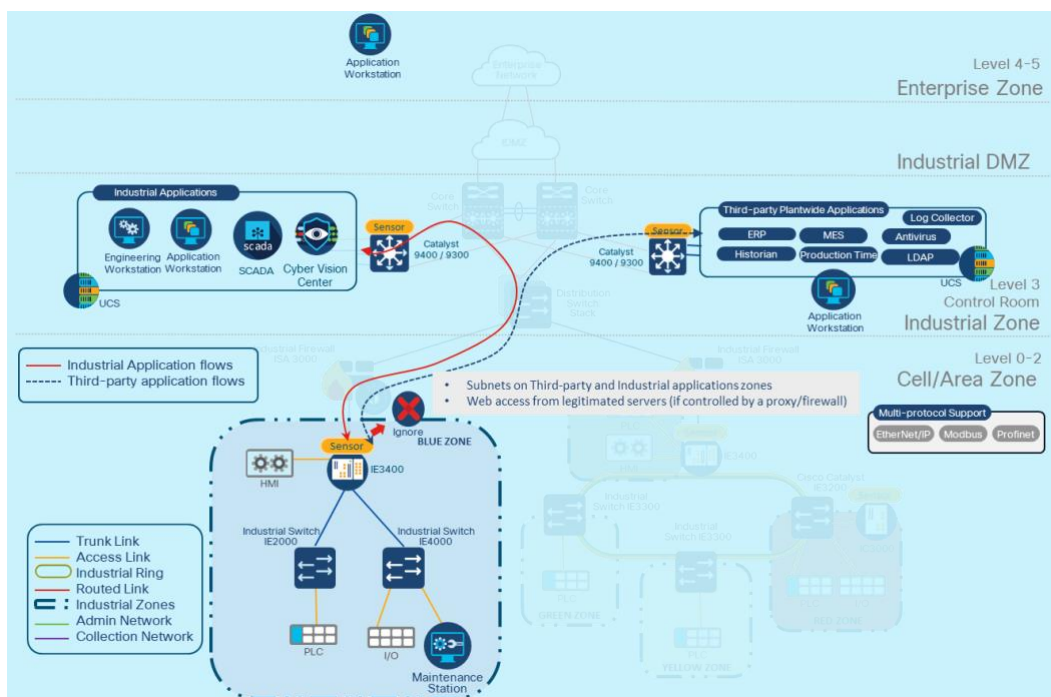 Application
Workstation
Enterprise
Network
Level 4-5
Enterprise Zone
IDMZ
Industrial DMZ
Industrial Applications
Engineering
Workstation
Application
Workstation
scada
SCADA
Cyber Vision
Center
UCS
Sensor
Catalyst
9400 / 9300
Core
Switch
Core
Switch
Sensor
Catalyst
9400 / 9300
Third-party Plantwide Applications
Log Collector
ERP
MES
Antivirus
Historian
Production Time
LDAP
UCS
Application
Workstation
Level 3
Control Room
Industrial Zone
Distribution
Switch
Stack
Industrial Firewall
ISA 3000
Industrial Firewall
ISA 3000
Industrial Application flows
Third-party application flows
Level 0-2
Cell/Area Zone
• Subnets on Third-party and Industrial applications zones
• Web access from legitimated servers (if controlled by a proxy/firewall)
Multi-protocol Support
EtherNet/IP
Modbus
Profinet
Ignore
BLUE ZONE
Sensor
IE3400
HMI
Industrial Switch
IE2000
Industrial Switch
IE4000
PLC
I/O
Maintenance
Station
HMI
IE3400
Industrial
Switch IE3300
Industrial
Switch IE3300
Cisco Catalyst
IE3200
Sensor
PLC
GREEN ZONE
PLC
YELLOW ZONE
PLC
I/O
RED ZONE
Trunk Link
Access Link
Industrial Ring
Routed Link
Industrial Zones
Admin Network
Collection Network